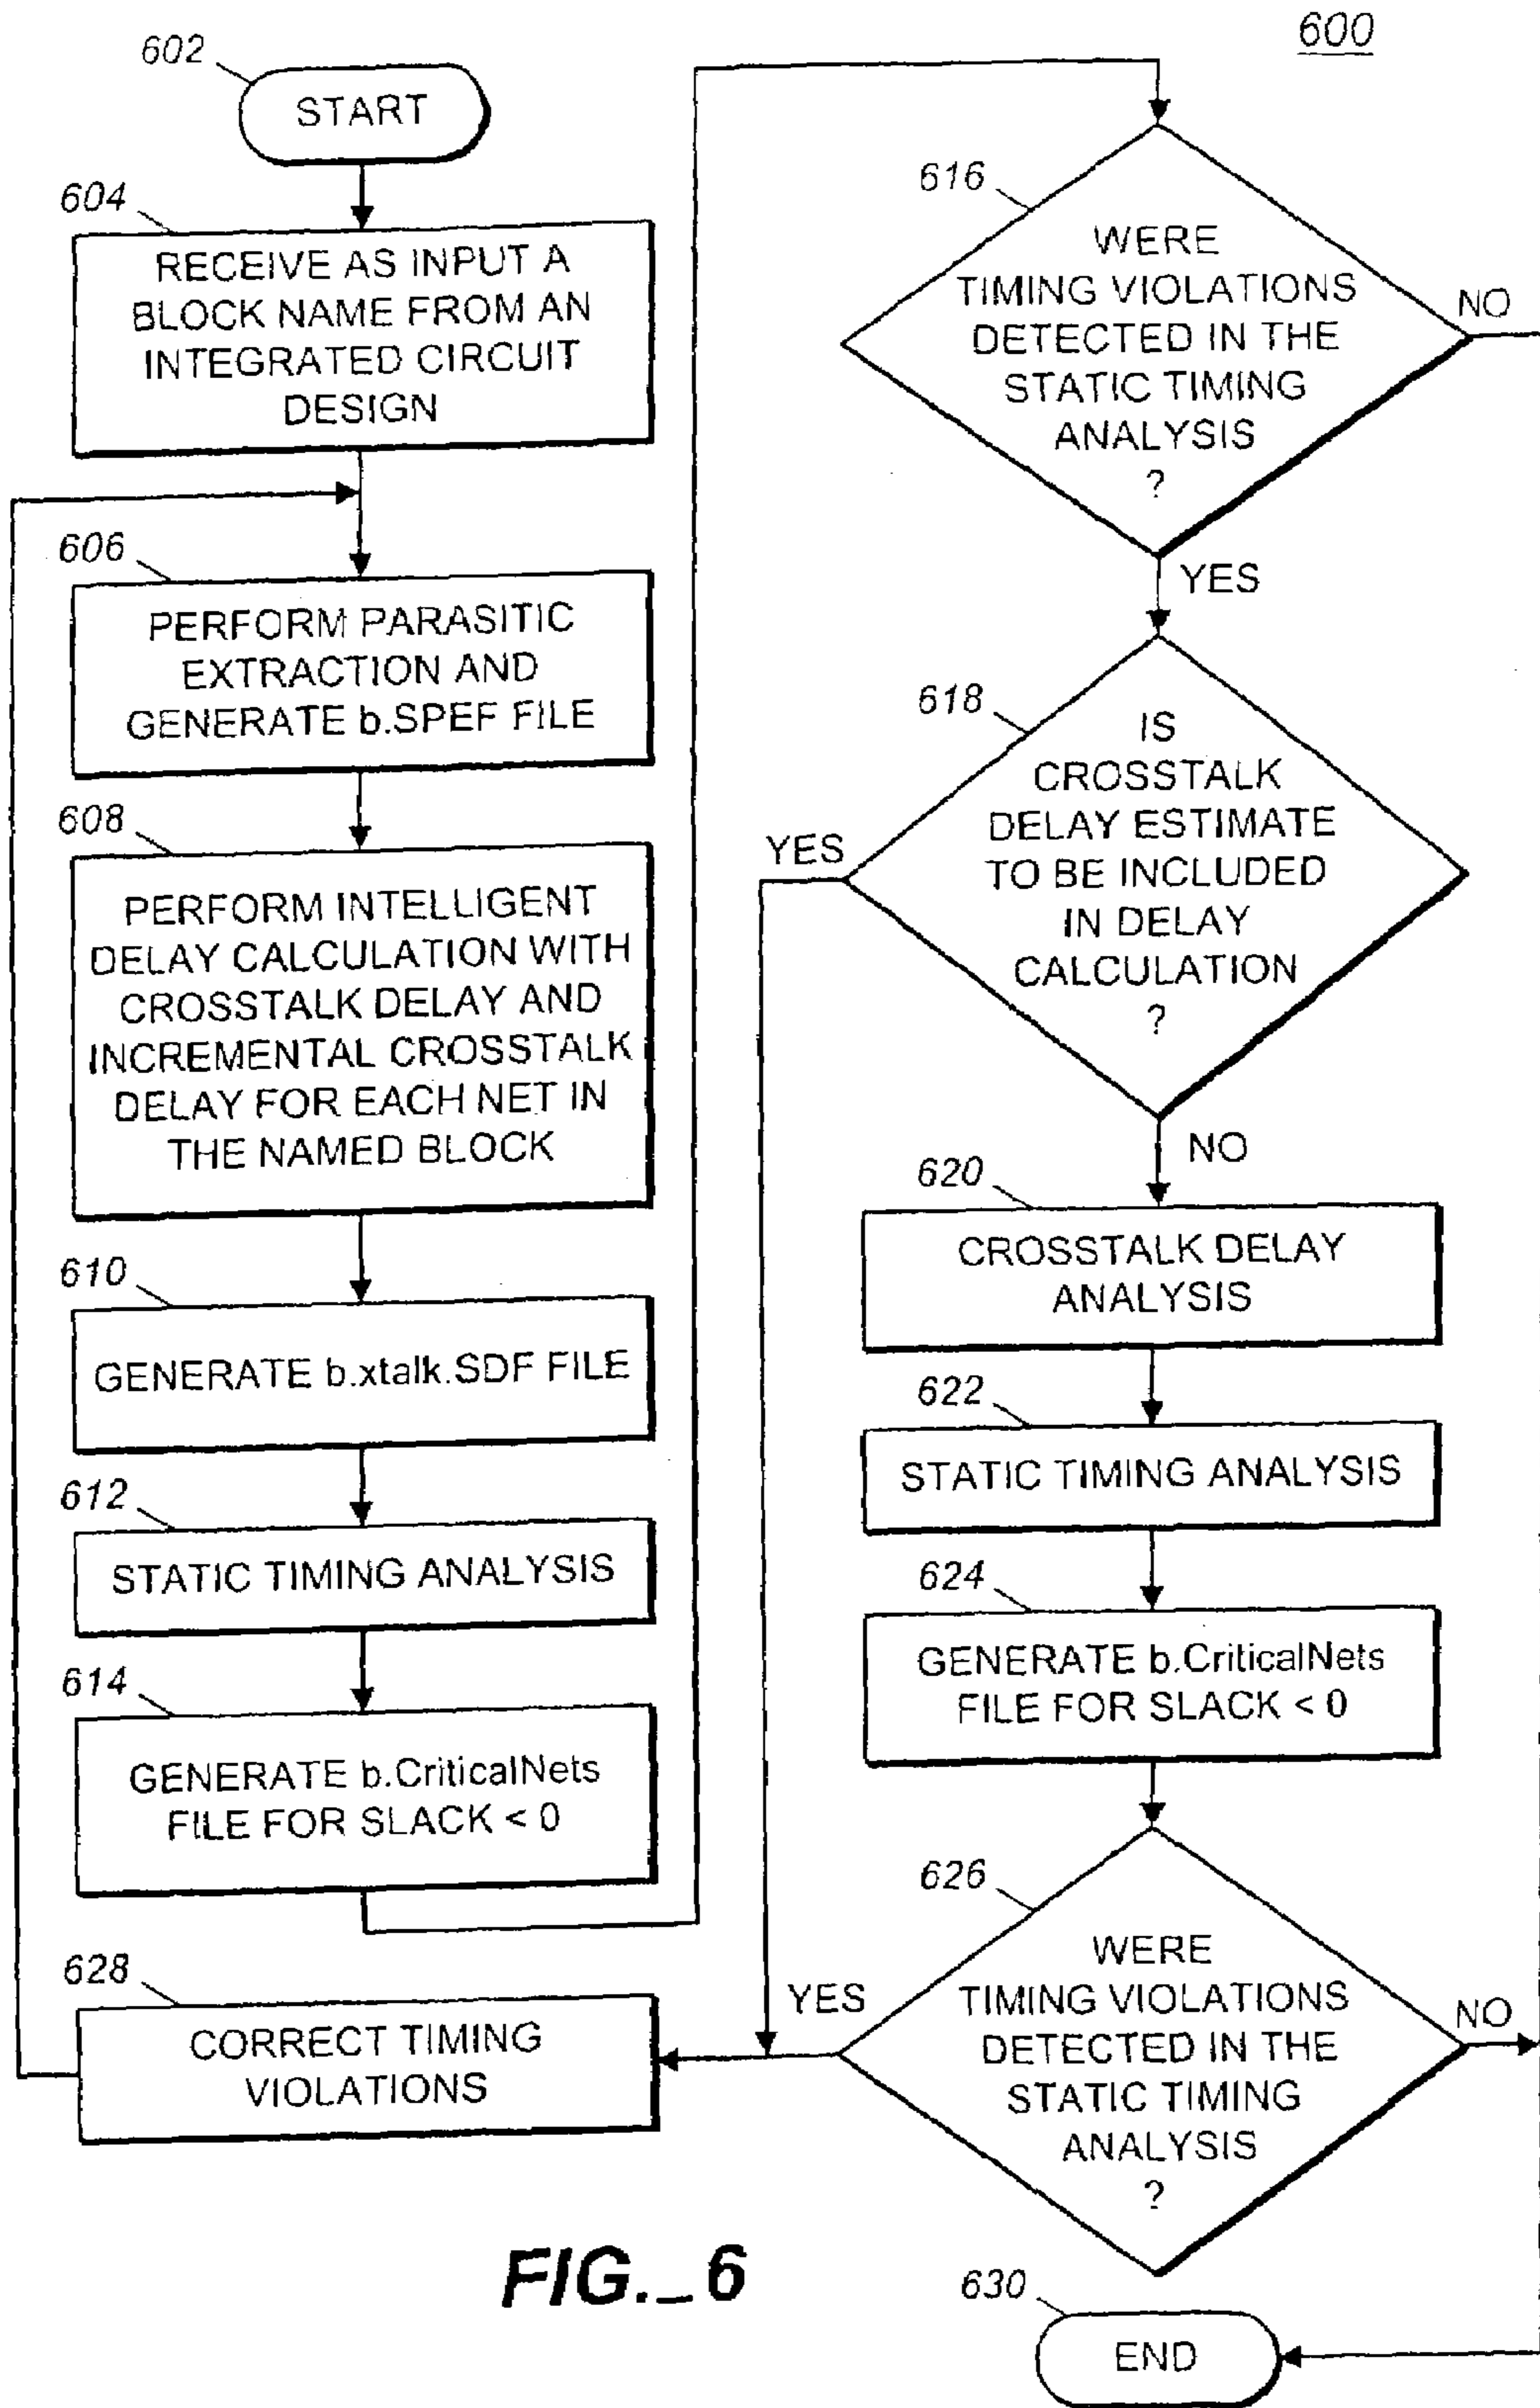 600
602
START
604
RECEIVE AS INPUT A
BLOCK NAME FROM AN
INTEGRATED CIRCUIT
DESIGN
606
PERFORM PARASITIC
EXTRACTION AND
GENERATE b.SPEF FILE
608
PERFORM INTELLIGENT
DELAY CALCULATION WITH
CROSSTALK DELAY AND
INCREMENTAL CROSSTALK
DELAY FOR EACH NET IN
THE NAMED BLOCK
610
GENERATE b.xtalk.SDF FILE
612
STATIC TIMING ANALYSIS
614
GENERATE b.CriticalNets
FILE FOR SLACK < 0
628
CORRECT TIMING
VIOLATIONS
616
WERE
TIMING VIOLATIONS
DETECTED IN THE
STATIC TIMING
ANALYSIS
?
NO
YES
618
IS
CROSSTALK
DELAY ESTIMATE
TO BE INCLUDED
IN DELAY
CALCULATION
?
YES
NO
620
CROSSTALK DELAY
ANALYSIS
622
STATIC TIMING ANALYSIS
624
GENERATE b.CriticalNets
FILE FOR SLACK < 0
626
WERE
TIMING VIOLATIONS
DETECTED IN THE
STATIC TIMING
ANALYSIS
?
YES
NO
630
END
FIG._6